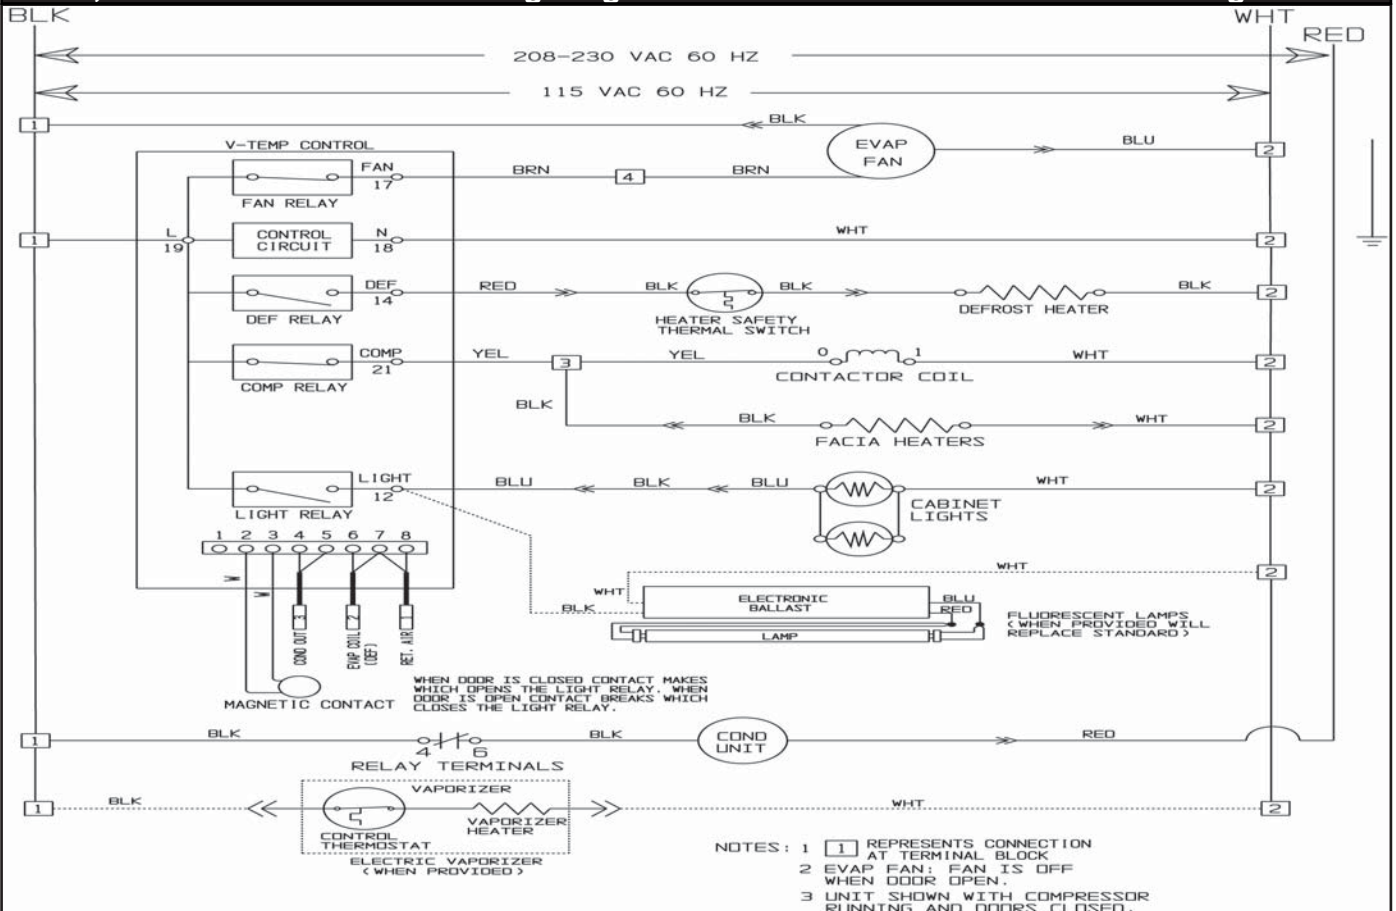 BLK
WHT
RED
208-230 VAC 60 HZ
115 VAC 60 HZ
1
BLK
EVAP
FAN
BLU
2
V-TEMP CONTROL
FAN
17
BRN
4
BRN
FAN RELAY
1
L
19
CONTROL
CIRCUIT
N
18
WHT
2
DEF
14
RED
BLK
BLK
BLK
2
DEF RELAY
HEATER SAFETY
THERMAL SWITCH
DEFROST HEATER
COMP
21
YEL
3
YEL
0
1
WHT
2
COMP RELAY
CONTACTOR COIL
BLK
BLK
WHT
2
FACIA HEATERS
LIGHT
12
BLU
BLK
BLU
WHT
2
LIGHT RELAY
CABINET
LIGHTS
1 2 3 4 5 6 7 8
W
W
WHT
2
WHT
BLK
ELECTRONIC
BALLAST
BLU
RED
LAMP
FLUORESCENT LAMPS
(WHEN PROVIDED WILL
REPLACE STANDARD)
3
COND OUT
2
EVAP COIL
(DEF)
1
RET. AIR
MAGNETIC CONTACT
WHEN DOOR IS CLOSED CONTACT MAKES
WHICH OPENS THE LIGHT RELAY. WHEN
DOOR IS OPEN CONTACT BREAKS WHICH
CLOSES THE LIGHT RELAY.
1
BLK
4
6
BLK
COND
UNIT
RED
RELAY TERMINALS
1
BLK
VAPORIZER
VAPORIZER
HEATER
CONTROL
THERMOSTAT
WHT
2
ELECTRIC VAPORIZER
(WHEN PROVIDED)
NOTES: 1 1 REPRESENTS CONNECTION
AT TERMINAL BLOCK
2 EVAP FAN: FAN IS OFF
WHEN DOOR OPEN.
3 UNIT SHOWN WITH COMPRESSOR
RUNNING AND DOORS CLOSED.